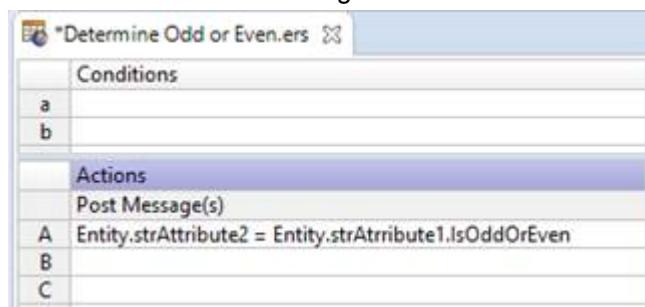 *Determine Odd or Even.ers
Conditions
a
b
Actions
Post Message(s)
A Entity.strAttribute2 = Entity.strAtrribute1.IsOddOrEven
B
C